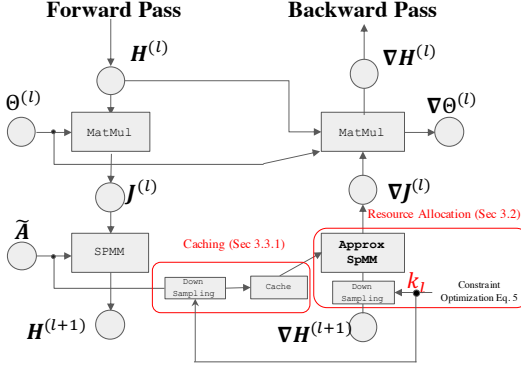 Forward Pass
Backward Pass
H^(l)
∇H^(l)
Θ^(l)
∇Θ^(l)
MatMul
MatMul
J^(l)
∇J^(l)
Resource Allocation (Sec 3.2)
Ã
SPMM
Caching (Sec 3.3.1)
Approx
SpMM
Down
Sampling
Cache
Down
Sampling
k_l
Constraint
Optimization Eq. 5
H^(l+1)
∇H^(l+1)